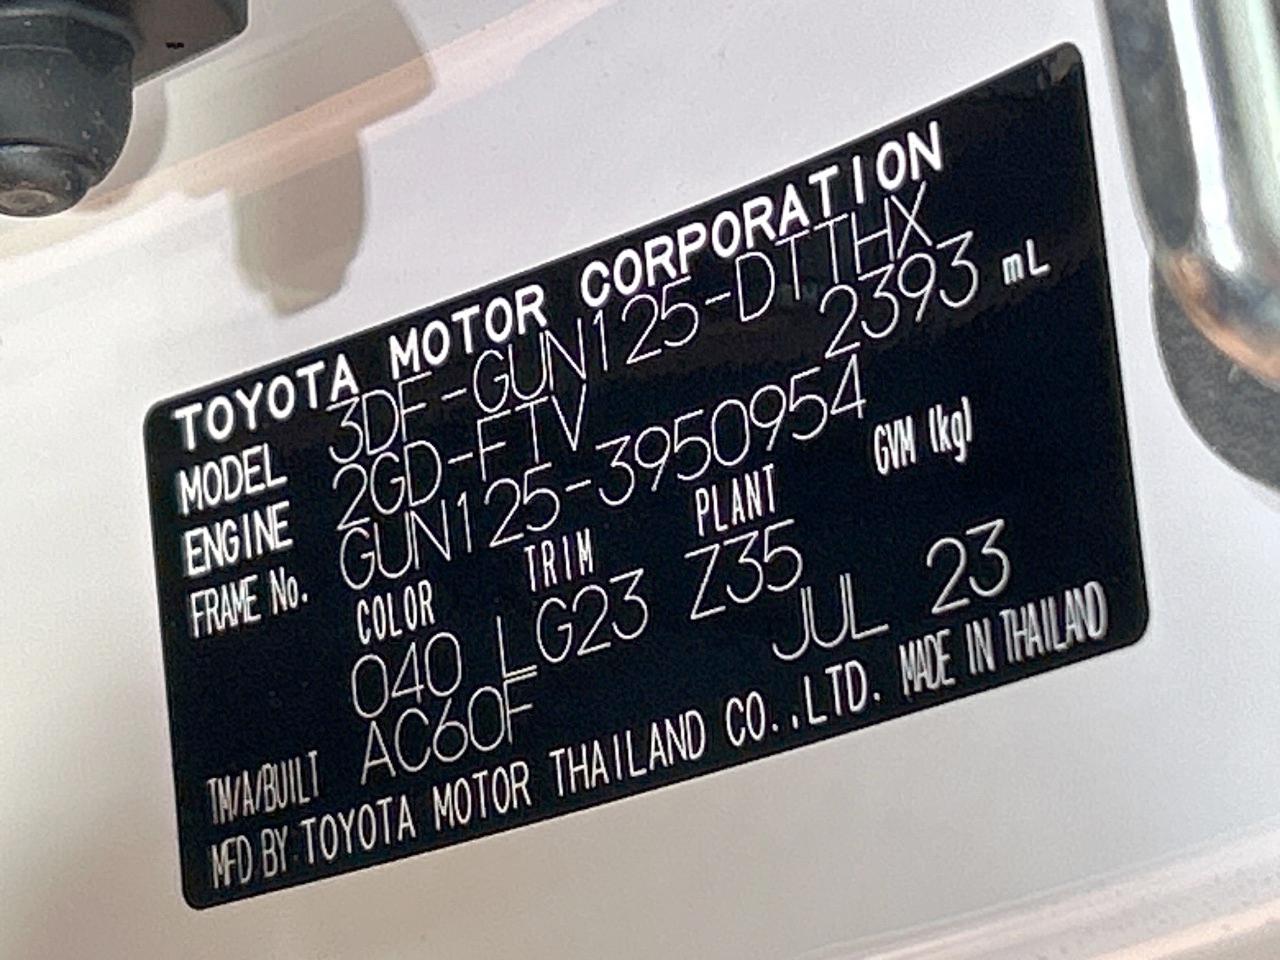 TOYOTA MOTOR CORPORATION
MODEL 3DF-GUN125-DTTHX
ENGINE 2GD-FTV 2393 mL
FRAME No. GUN125-3950954
COLOR TRIM PLANT GVM (kg)
040 LG23 Z35
TM/A/BUILT AC60F JUL 23
MFD BY TOYOTA MOTOR THAILAND CO.,LTD. MADE IN THAILAND